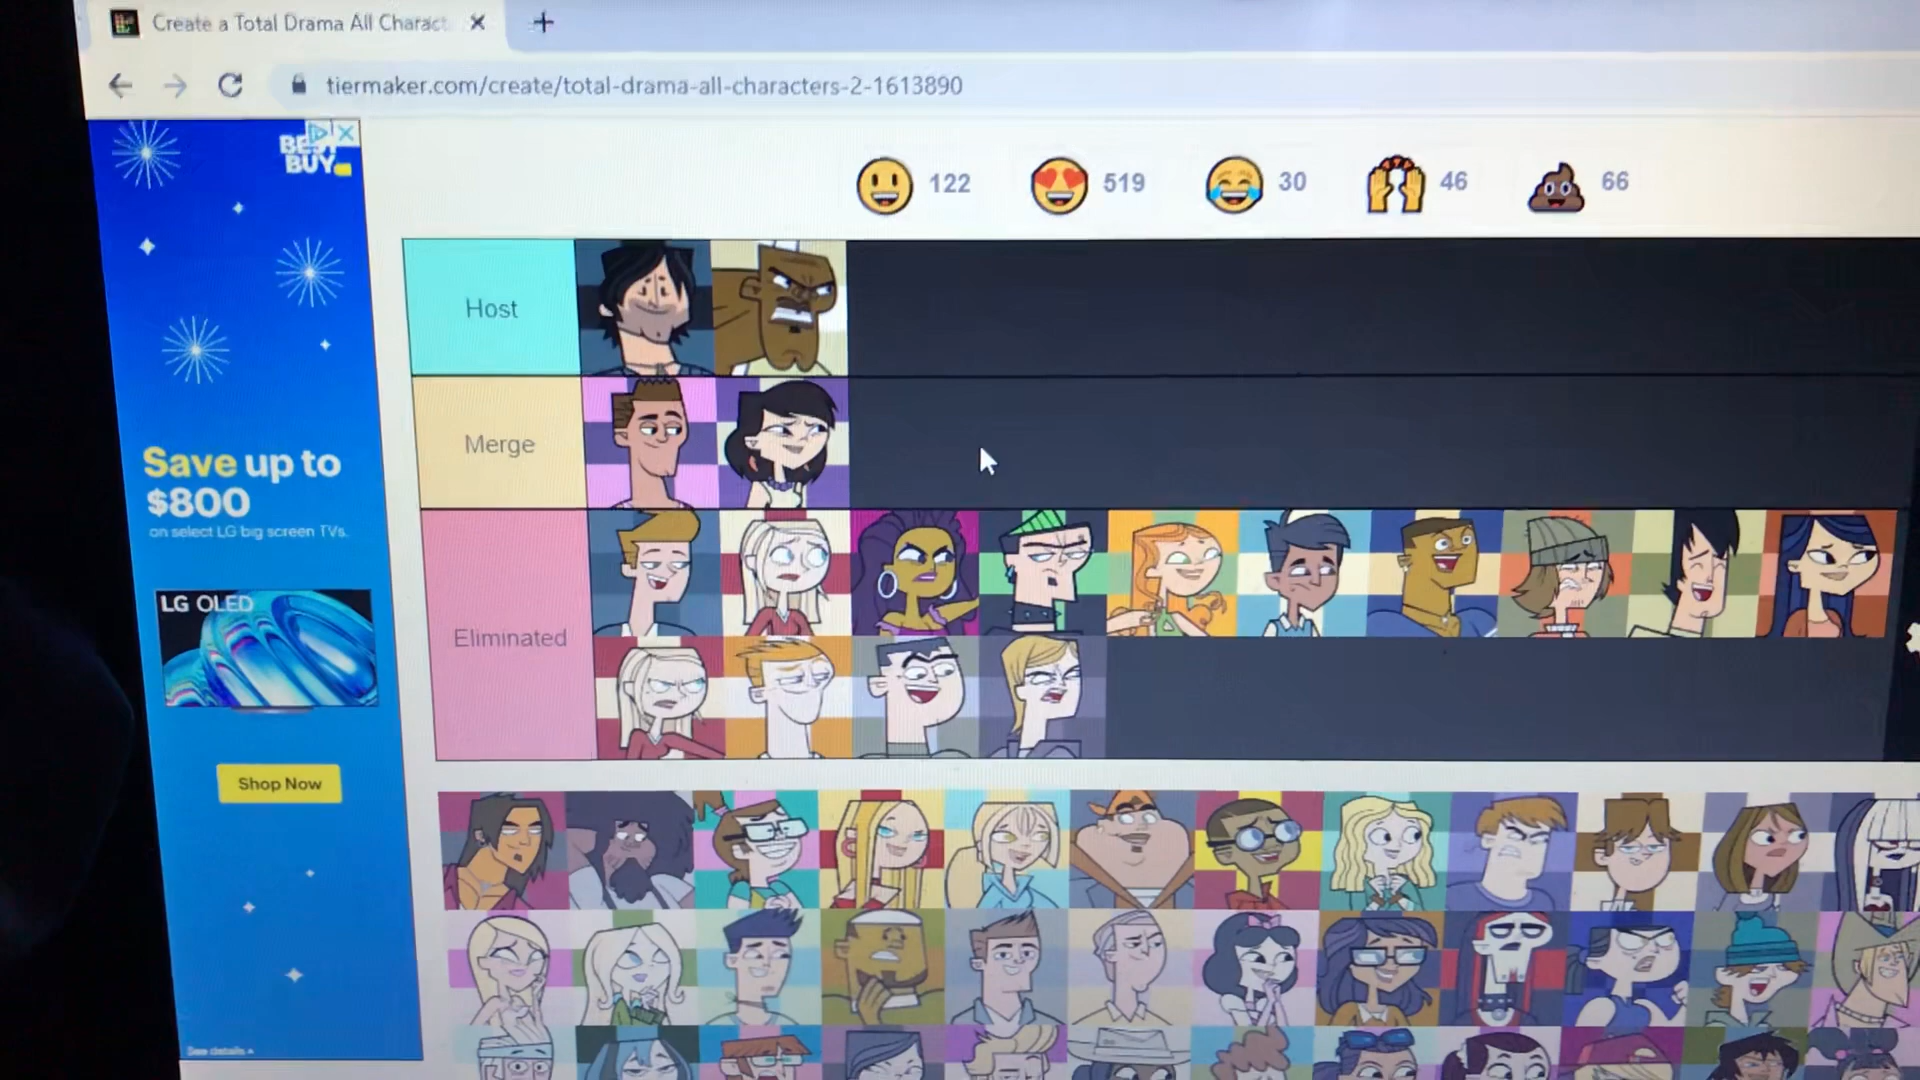 Create a Total Drama All Charact
tiermaker.com/create/total-drama-all-characters-2-1613890
BEST
BUY
122
519
30
46
66
Host
Merge
Save up to
$800
on select LG big screen TVs.
LG OLED
Eliminated
Shop Now
See details